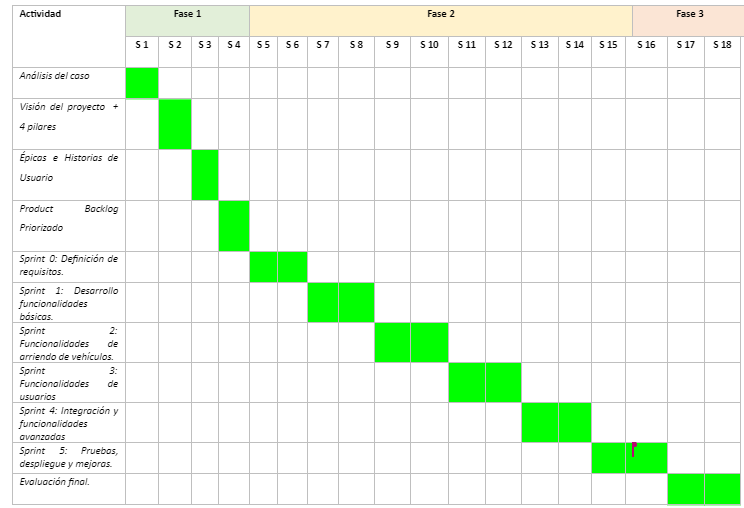 Actividad Fase 1 Fase 2 Fase 3
S 1 S 2 S 3 S 4 S 5 S 6 S 7 S 8 S 9 S 10 S 11 S 12 S 13 S 14 S 15 S 16 S 17 S 18
Análisis del caso
Visión del proyecto +
4 pilares
Épicas e Historias de
Usuario
Product Backlog
Priorizado
Sprint 0: Definición de
requisitos.
Sprint 1: Desarrollo
funcionalidades
básicas.
Sprint 2:
Funcionalidades de
arriendo de vehículos.
Sprint 3:
Funcionalidades de
usuarios
Sprint 4: Integración y
funcionalidades
avanzadas
Sprint 5: Pruebas,
despliegue y mejoras.
Evaluación final.